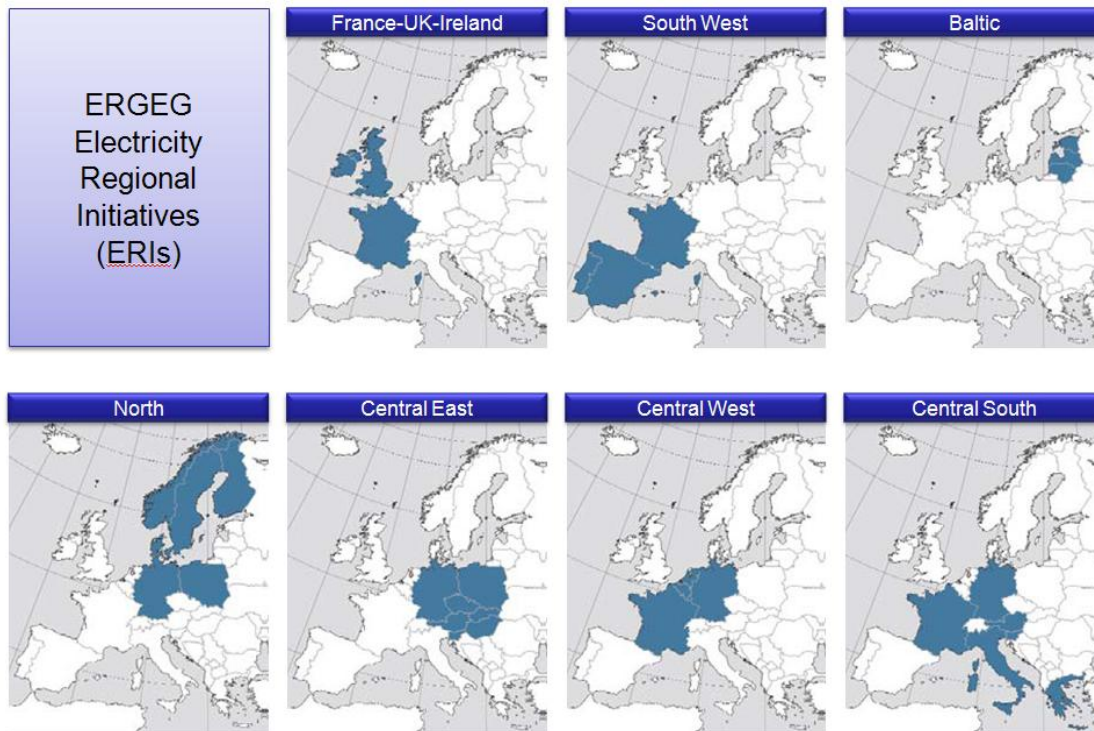 ERGEG
Electricity
Regional
Initiatives
(ERIs)
France-UK-Ireland
South West
Baltic
North
Central East
Central West
Central South